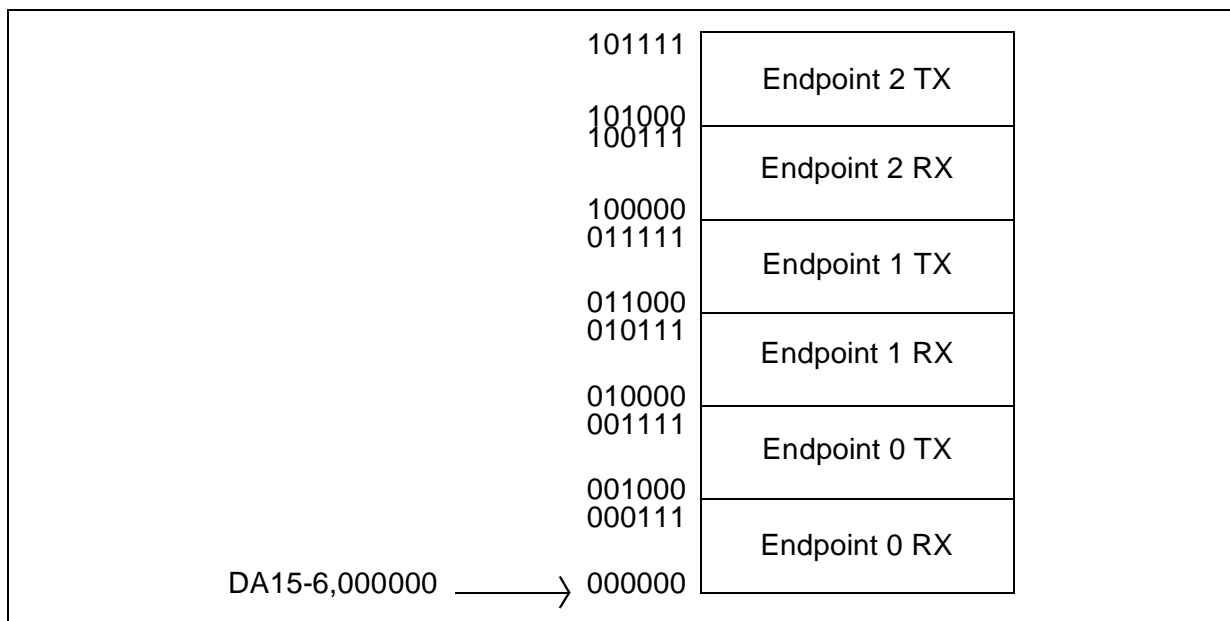 101111
Endpoint 2 TX
101000
100111
Endpoint 2 RX
100000
011111
Endpoint 1 TX
011000
010111
Endpoint 1 RX
010000
001111
Endpoint 0 TX
001000
000111
Endpoint 0 RX
DA15-6,000000 000000